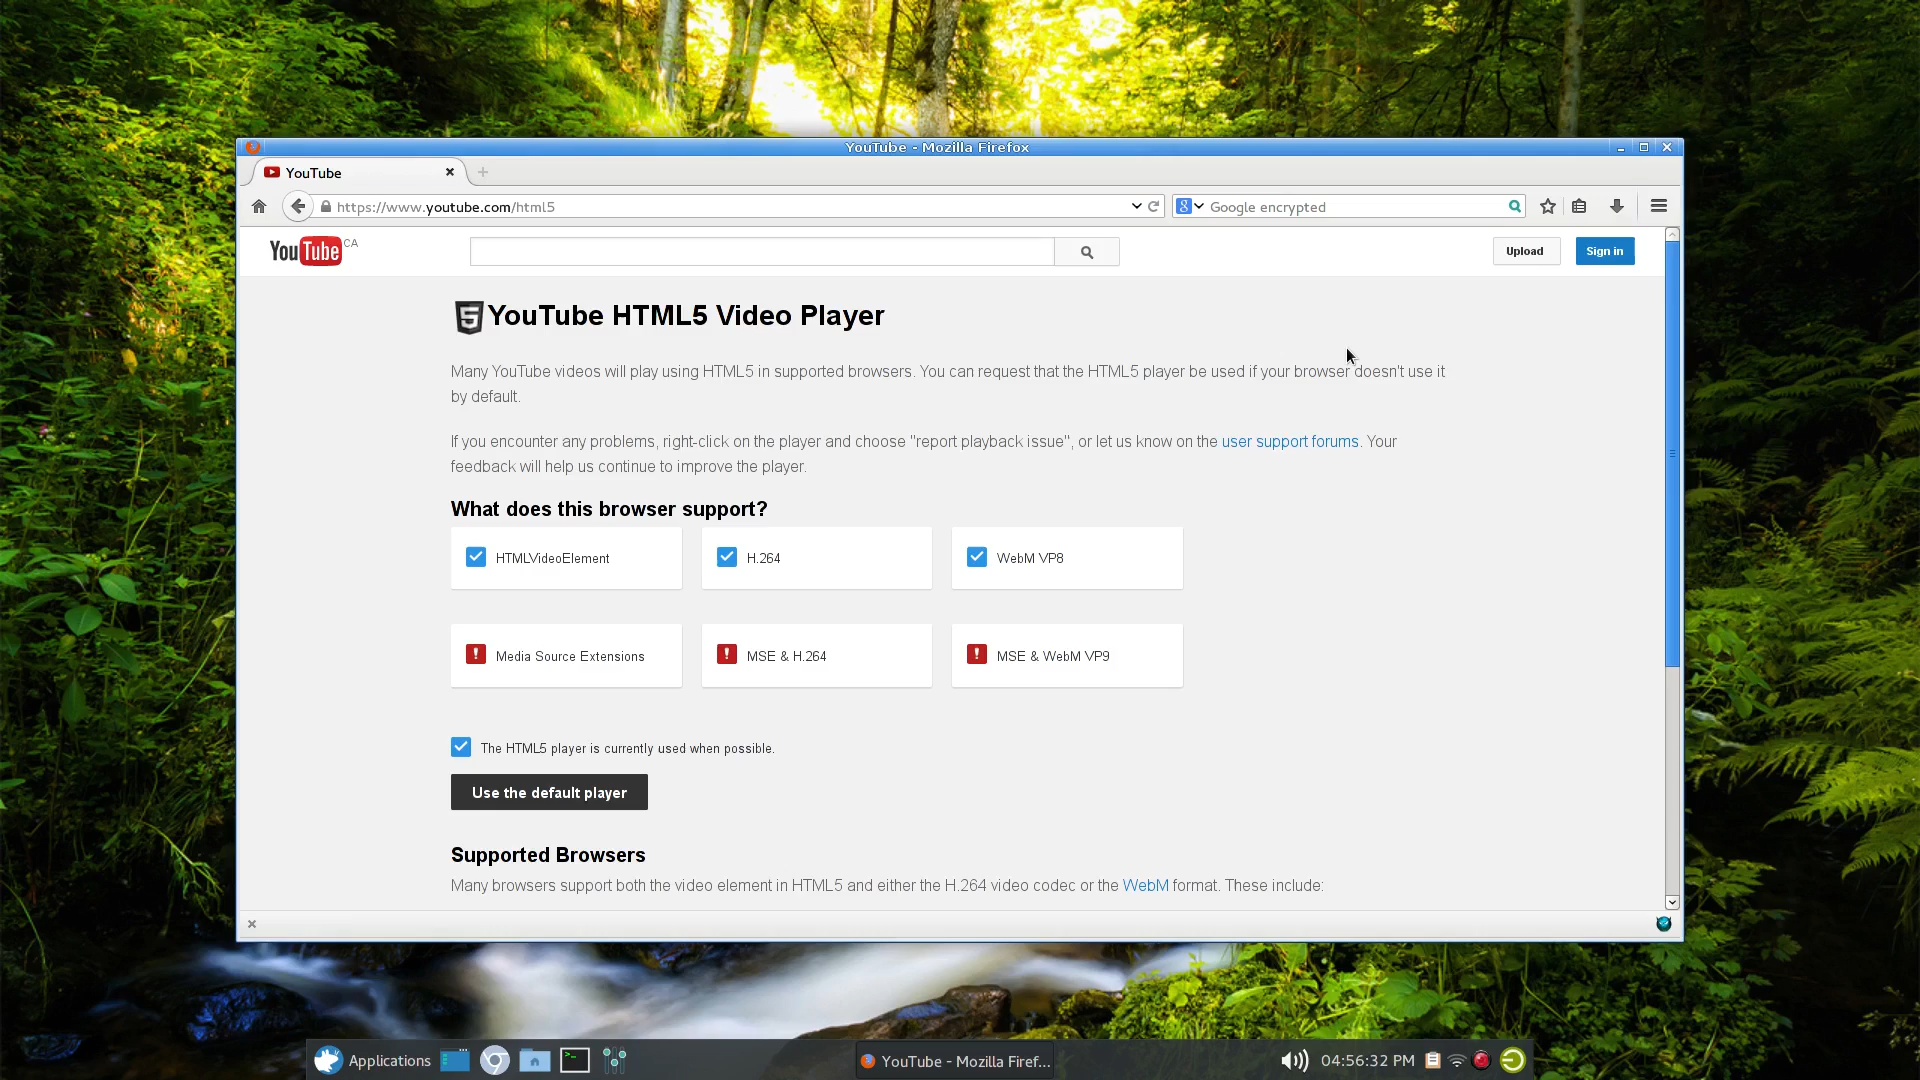 YouTube - Mozilla Firefox
YouTube
https://www.youtube.com/html5
Google encrypted
YouTube CA
Upload
Sign in
YouTube HTML5 Video Player
Many YouTube videos will play using HTML5 in supported browsers. You can request that the HTML5 player be used if your browser doesn't use it
by default.
If you encounter any problems, right-click on the player and choose "report playback issue", or let us know on the user support forums. Your
feedback will help us continue to improve the player.
What does this browser support?
HTMLVideoElement
H.264
WebM VP8
Media Source Extensions
MSE & H.264
MSE & WebM VP9
The HTML5 player is currently used when possible.
Use the default player
Supported Browsers
Many browsers support both the video element in HTML5 and either the H.264 video codec or the WebM format. These include:
Applications
YouTube - Mozilla Firef...
04:56:32 PM